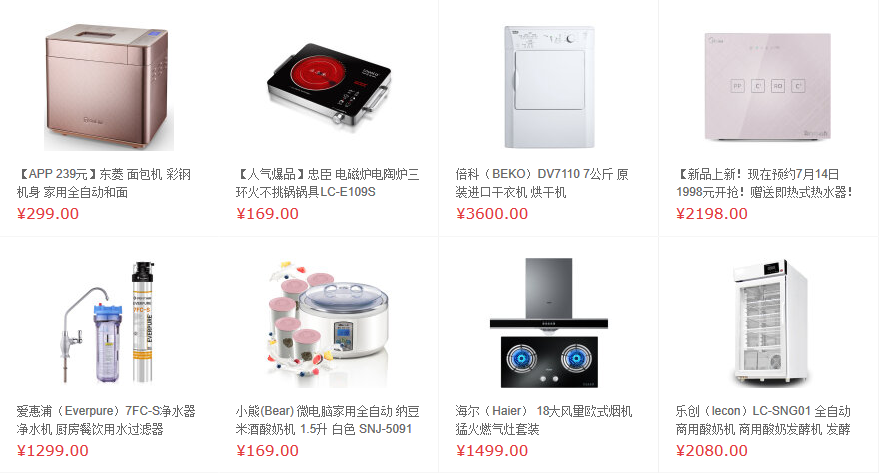 【APP 239元】东菱 面包机 彩钢
机身 家用全自动和面
¥299.00
【人气爆品】忠臣 电磁炉电陶炉三
环火不挑锅锅具LC-E109S
¥169.00
倍科（BEKO）DV7110 7公斤 原
装进口干衣机 烘干机
¥3600.00
【新品上新！现在预约7月14日
1998元开抢！赠送即热式热水器！
¥2198.00
PP C¹ RO C²
7FC-S
EVERPURE
爱惠浦（Everpure）7FC-S净水器
净水机 厨房餐饮用水过滤器
¥1299.00
小熊(Bear) 微电脑家用全自动 纳豆
米酒酸奶机 1.5升 白色 SNJ-5091
¥169.00
海尔（Haier） 18大风量欧式烟机
猛火燃气灶套装
¥1499.00
乐创（lecon）LC-SNG01 全自动
商用酸奶机 商用酸奶发酵机 发酵
¥2080.00